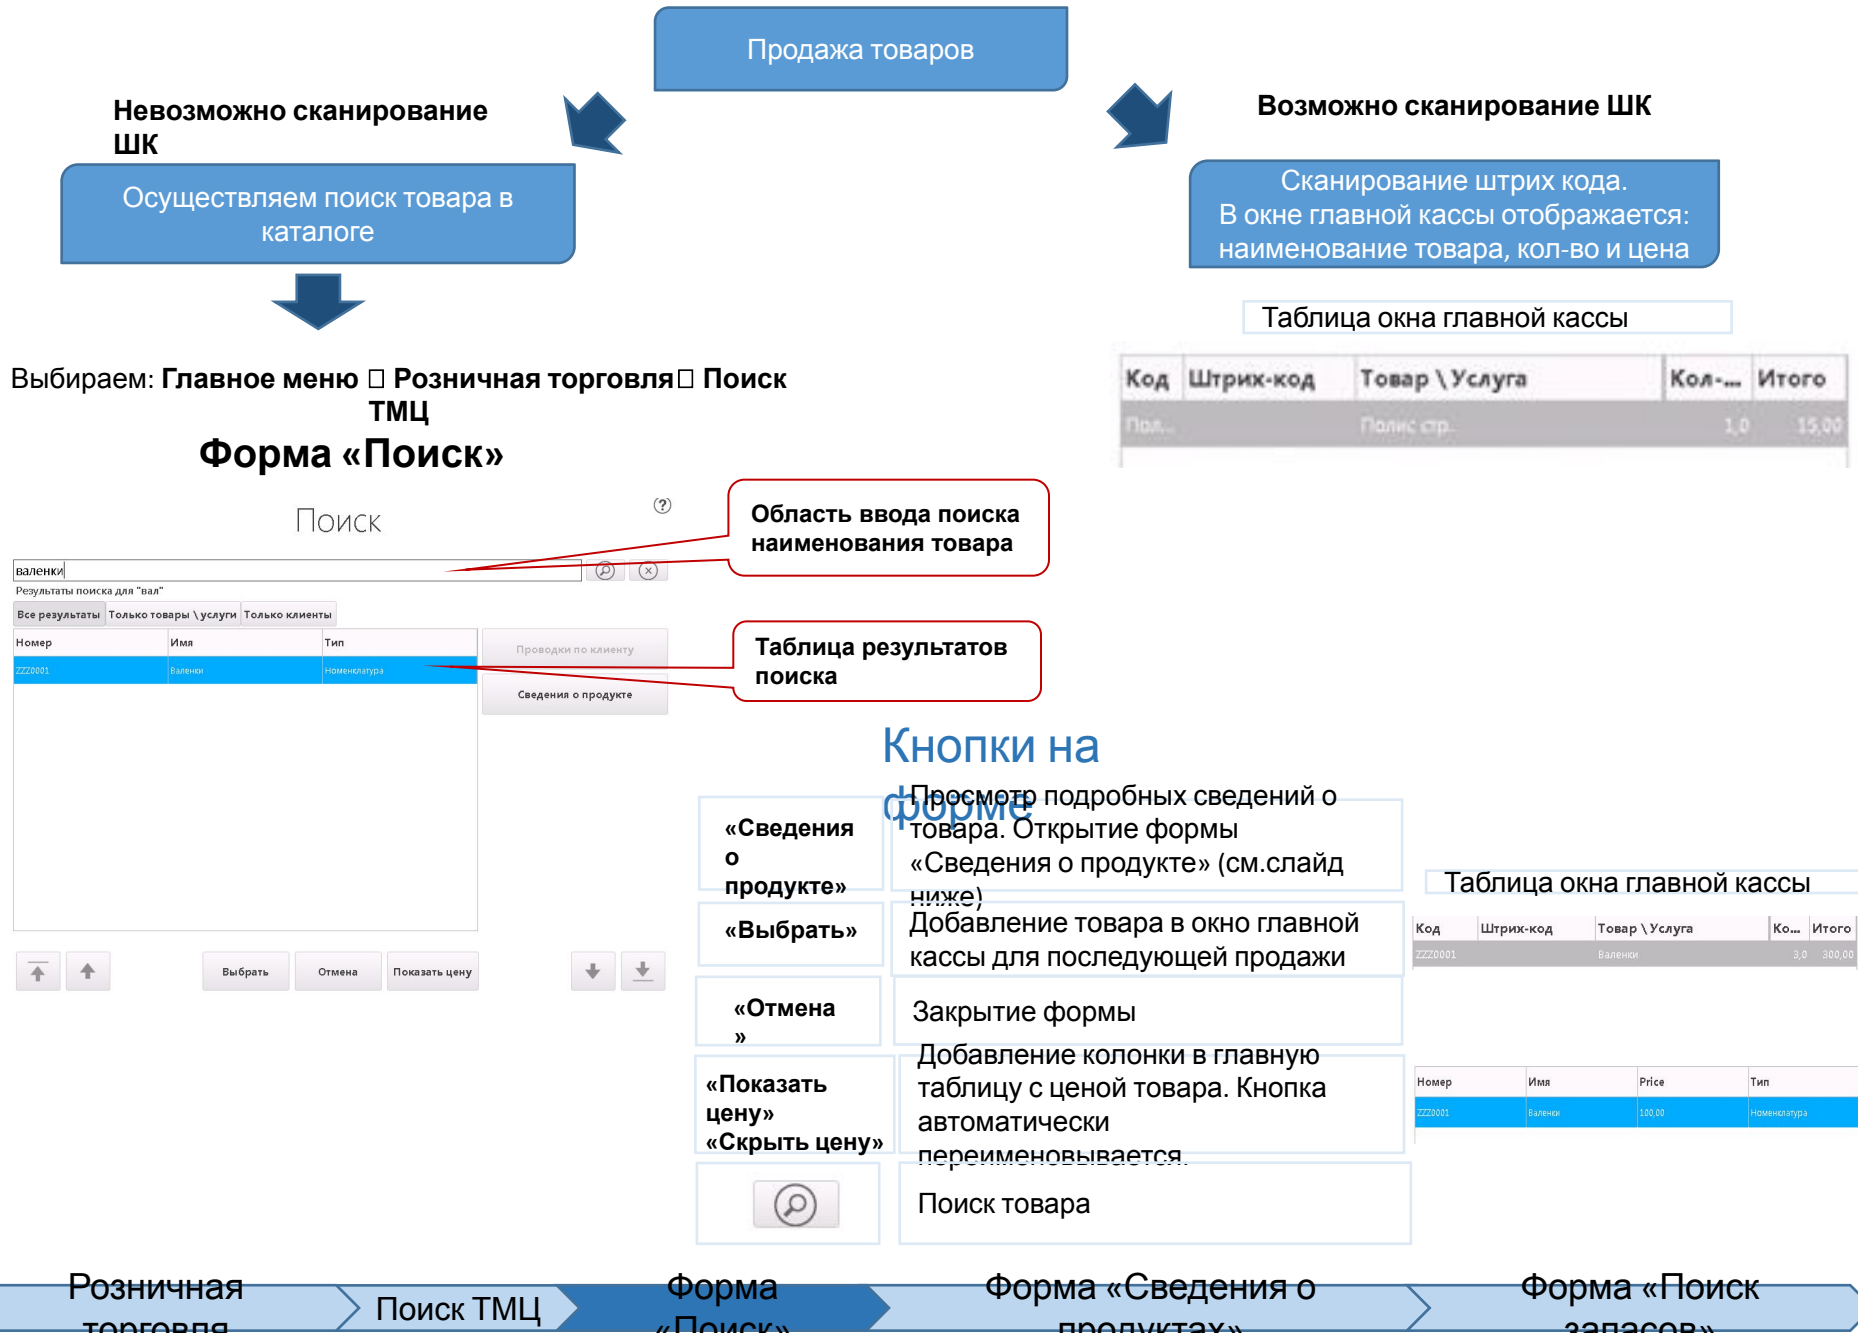 Продажа товаров
Невозможно сканирование
ШК
Возможно сканирование ШК
Осуществляем поиск товара в
каталоге
Сканирование штрих кода.
В окне главной кассы отображается:
наименование товара, кол-во и цена
Таблица окна главной кассы
Код Штрих-код Товар \ Услуга Кол-... Итого
Пол... Полис стр. 1,0 15,00
Выбираем: Главное меню Розничная торговля Поиск
ТМЦ
Форма «Поиск»
Поиск
(?)
валенки
Результаты поиска для "вал"
Все результаты Только товары \ услуги Только клиенты
Номер Имя Тип
ZZZ0001 Валенки Номенклатура
Проводки по клиенту
Сведения о продукте
Выбрать Отмена Показать цену
Область ввода поиска
наименования товара
Таблица результатов
поиска
Кнопки на
форме
«Сведения
о
продукте»
Просмотр подробных сведений о
товара. Открытие формы
«Сведения о продукте» (см.слайд
ниже)
«Выбрать»
Добавление товара в окно главной
кассы для последующей продажи
«Отмена
»
Закрытие формы
«Показать
цену»
«Скрыть цену»
Добавление колонки в главную
таблицу с ценой товара. Кнопка
автоматически
переименовывается.
Поиск товара
Таблица окна главной кассы
Код Штрих-код Товар \ Услуга Ко... Итого
ZZZ0001 Валенки 3,0 300,00
Номер Имя Price Тип
ZZZ0001 Валенки 100,00 Номенклатура
Розничная
торговля
Поиск ТМЦ
Форма
«Поиск»
Форма «Сведения о
продуктах»
Форма «Поиск
запасов»